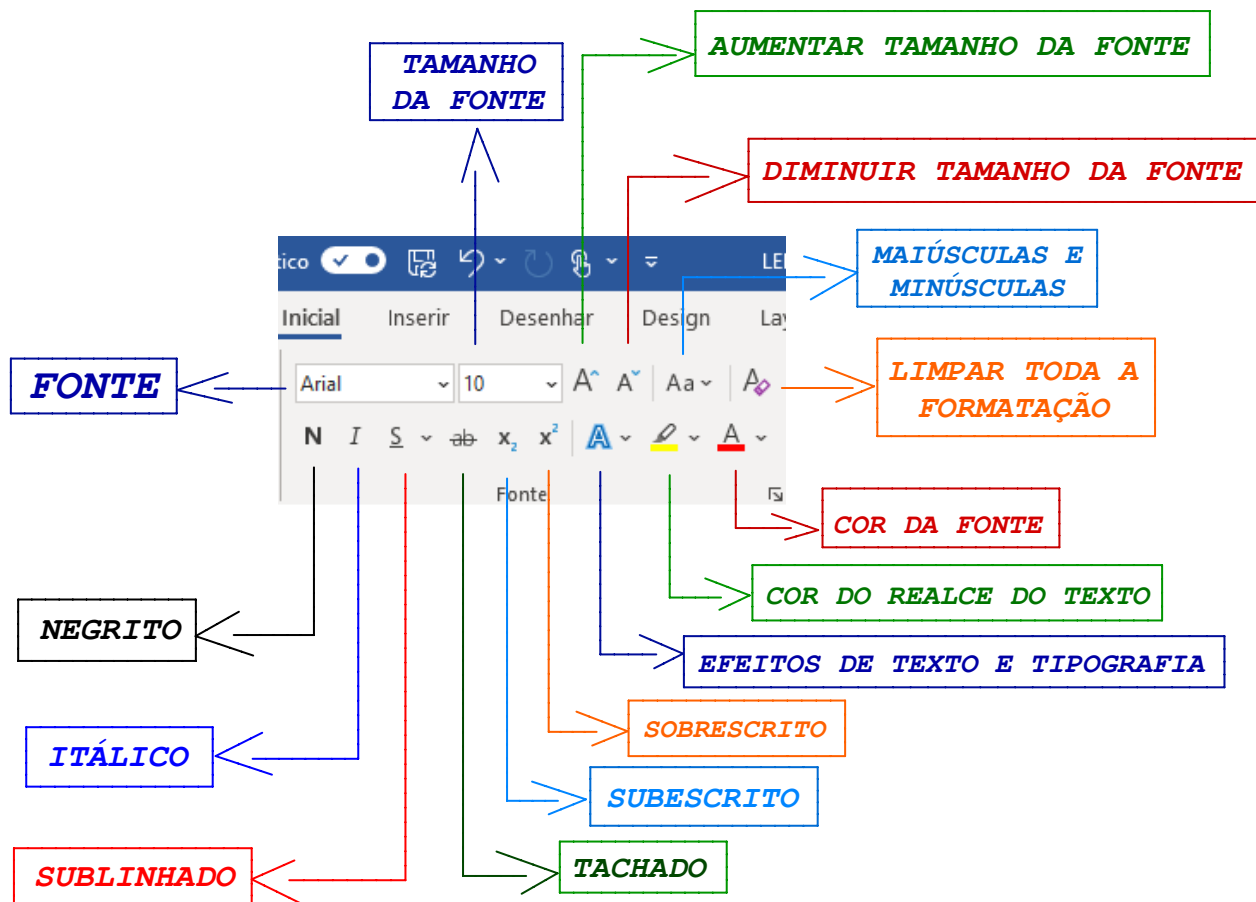 AUMENTAR TAMANHO DA FONTE
TAMANHO
DA FONTE
DIMINUIR TAMANHO DA FONTE
MAIÚSCULAS E
MINÚSCULAS
tico
LEI
Inicial Inserir Desenhar Design Lay
FONTE
Arial 10 A A Aa A
LIMPAR TODA A
FORMATAÇÃO
N I S ab x₂ x² A A
Fonte
COR DA FONTE
COR DO REALCE DO TEXTO
NEGRITO
EFEITOS DE TEXTO E TIPOGRAFIA
SOBRESCRITO
ITÁLICO
SUBESCRITO
TACHADO
SUBLINHADO